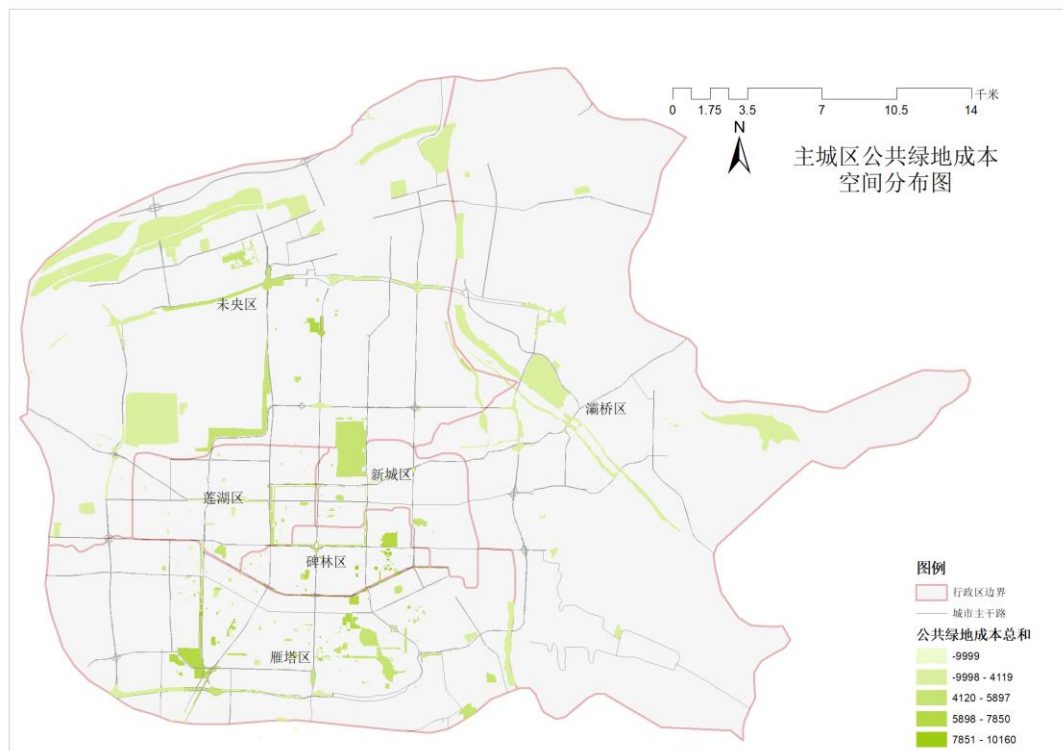 千米
0 1.75 3.5 7 10.5 14
N
主城区公共绿地成本
空间分布图
未央区
灞桥区
新城区
莲湖区
碑林区
雁塔区
图例
行政区边界
城市主干路
公共绿地成本总和
-9999
-9998 - 4119
4120 - 5897
5898 - 7850
7851 - 10160